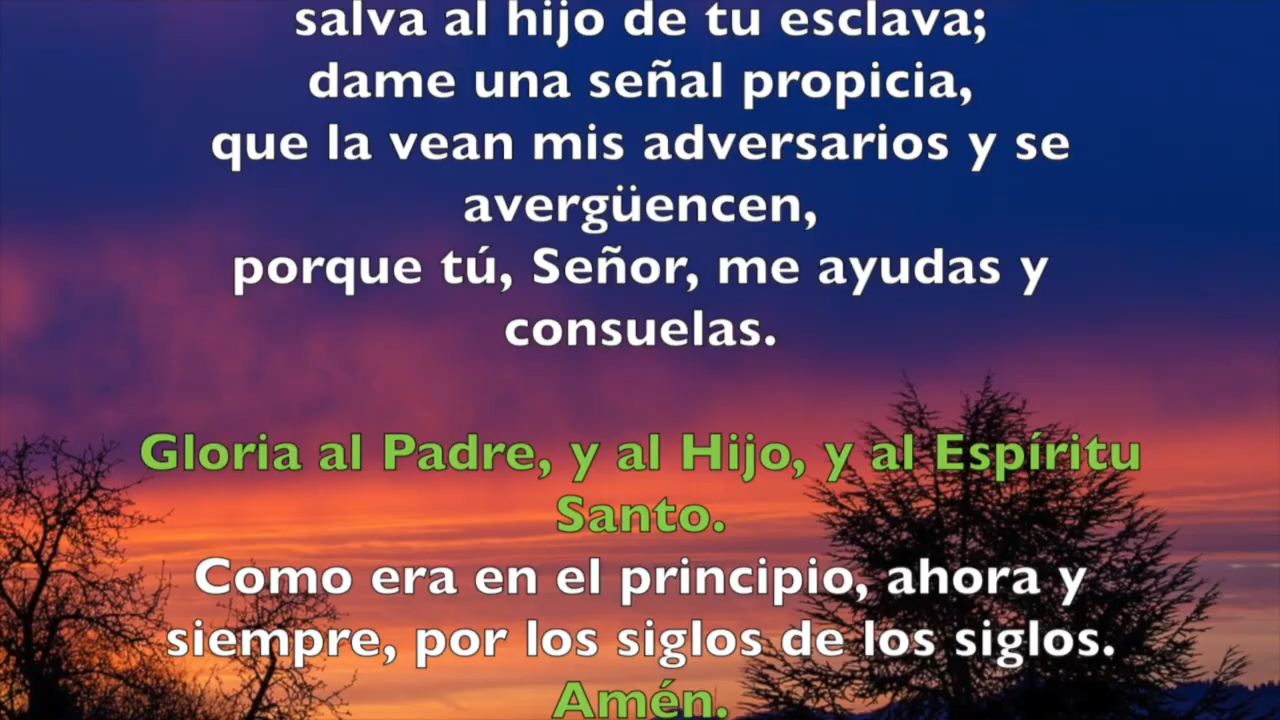 salva al hijo de tu esclava;
dame una señal propicia,
que la vean mis adversarios y se
avergüencen,
porque tú, Señor, me ayudas y
consuelas.
Gloria al Padre, y al Hijo, y al Espíritu
Santo.
Como era en el principio, ahora y
siempre, por los siglos de los siglos.
Amén.